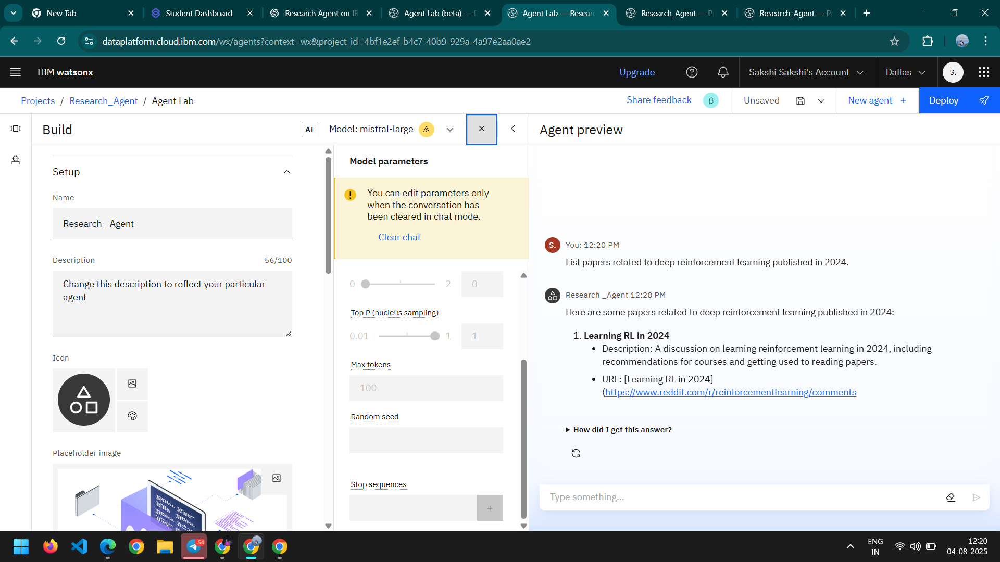 New Tab
Student Dashboard
Research Agent on IB
Agent Lab (beta) — D
Agent Lab — Resear
Research_Agent — P
Research_Agent — P
dataplatform.cloud.ibm.com/wx/agents?context=wx&project_id=4bf1e2ef-b4c7-40b9-929a-4a97e2aa0ae2
IBM watsonx
Upgrade
Sakshi Sakshi's Account
Dallas
S.
Projects / Research_Agent / Agent Lab
Share feedback
β
Unsaved
New agent +
Deploy
Build
AI
Model: mistral-large
Agent preview
Setup
Name
Research _Agent
Description
56/100
Change this description to reflect your particular
agent
Icon
Placeholder image
Model parameters
You can edit parameters only
when the conversation has
been cleared in chat mode.
Clear chat
0
2
0
Top P (nucleus sampling)
0.01
1
1
Max tokens
100
Random seed
Stop sequences
+
S.
You: 12:20 PM
List papers related to deep reinforcement learning published in 2024.
Research _Agent 12:20 PM
Here are some papers related to deep reinforcement learning published in 2024:
1. Learning RL in 2024
• Description: A discussion on learning reinforcement learning in 2024, including
recommendations for courses and getting used to reading papers.
• URL: [Learning RL in 2024]
(https://www.reddit.com/r/reinforcementlearning/comments
How did I get this answer?
Type something...
54
ENG
IN
12:20
04-08-2025